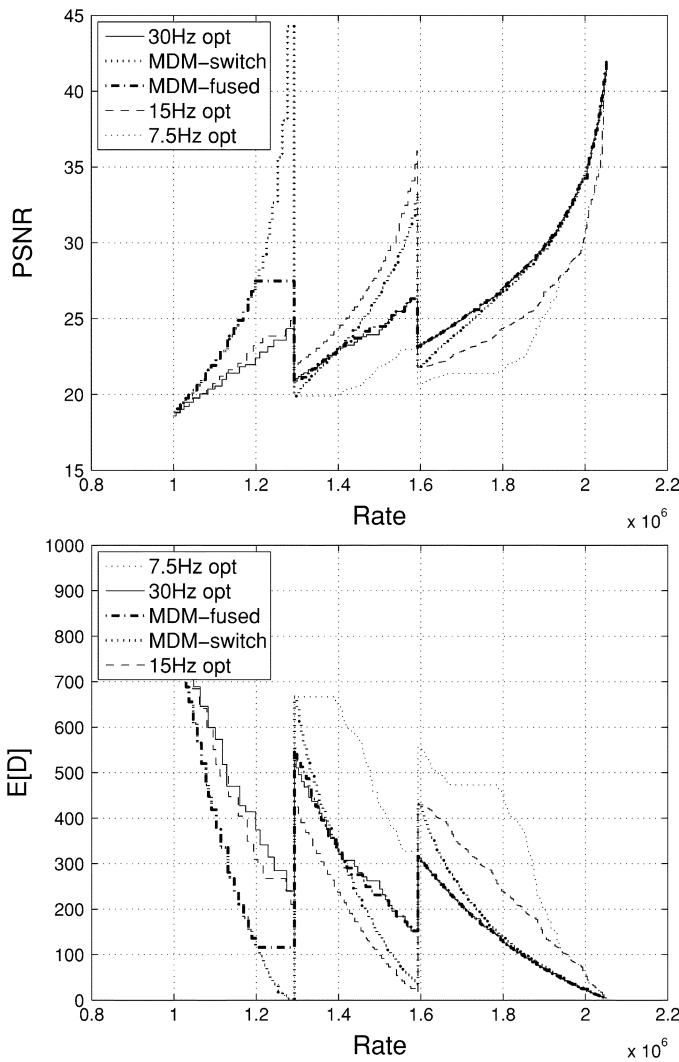 45
40
35
30
25
20
15
PSNR
30Hz opt
MDM-switch
MDM-fused
15Hz opt
7.5Hz opt
0.8
1
1.2
1.4
1.6
1.8
2
2.2
Rate
x 10^6
1000
900
800
700
600
500
400
300
200
100
0
E[D]
7.5Hz opt
30Hz opt
MDM-fused
MDM-switch
15Hz opt
0.8
1
1.2
1.4
1.6
1.8
2
2.2
Rate
x 10^6